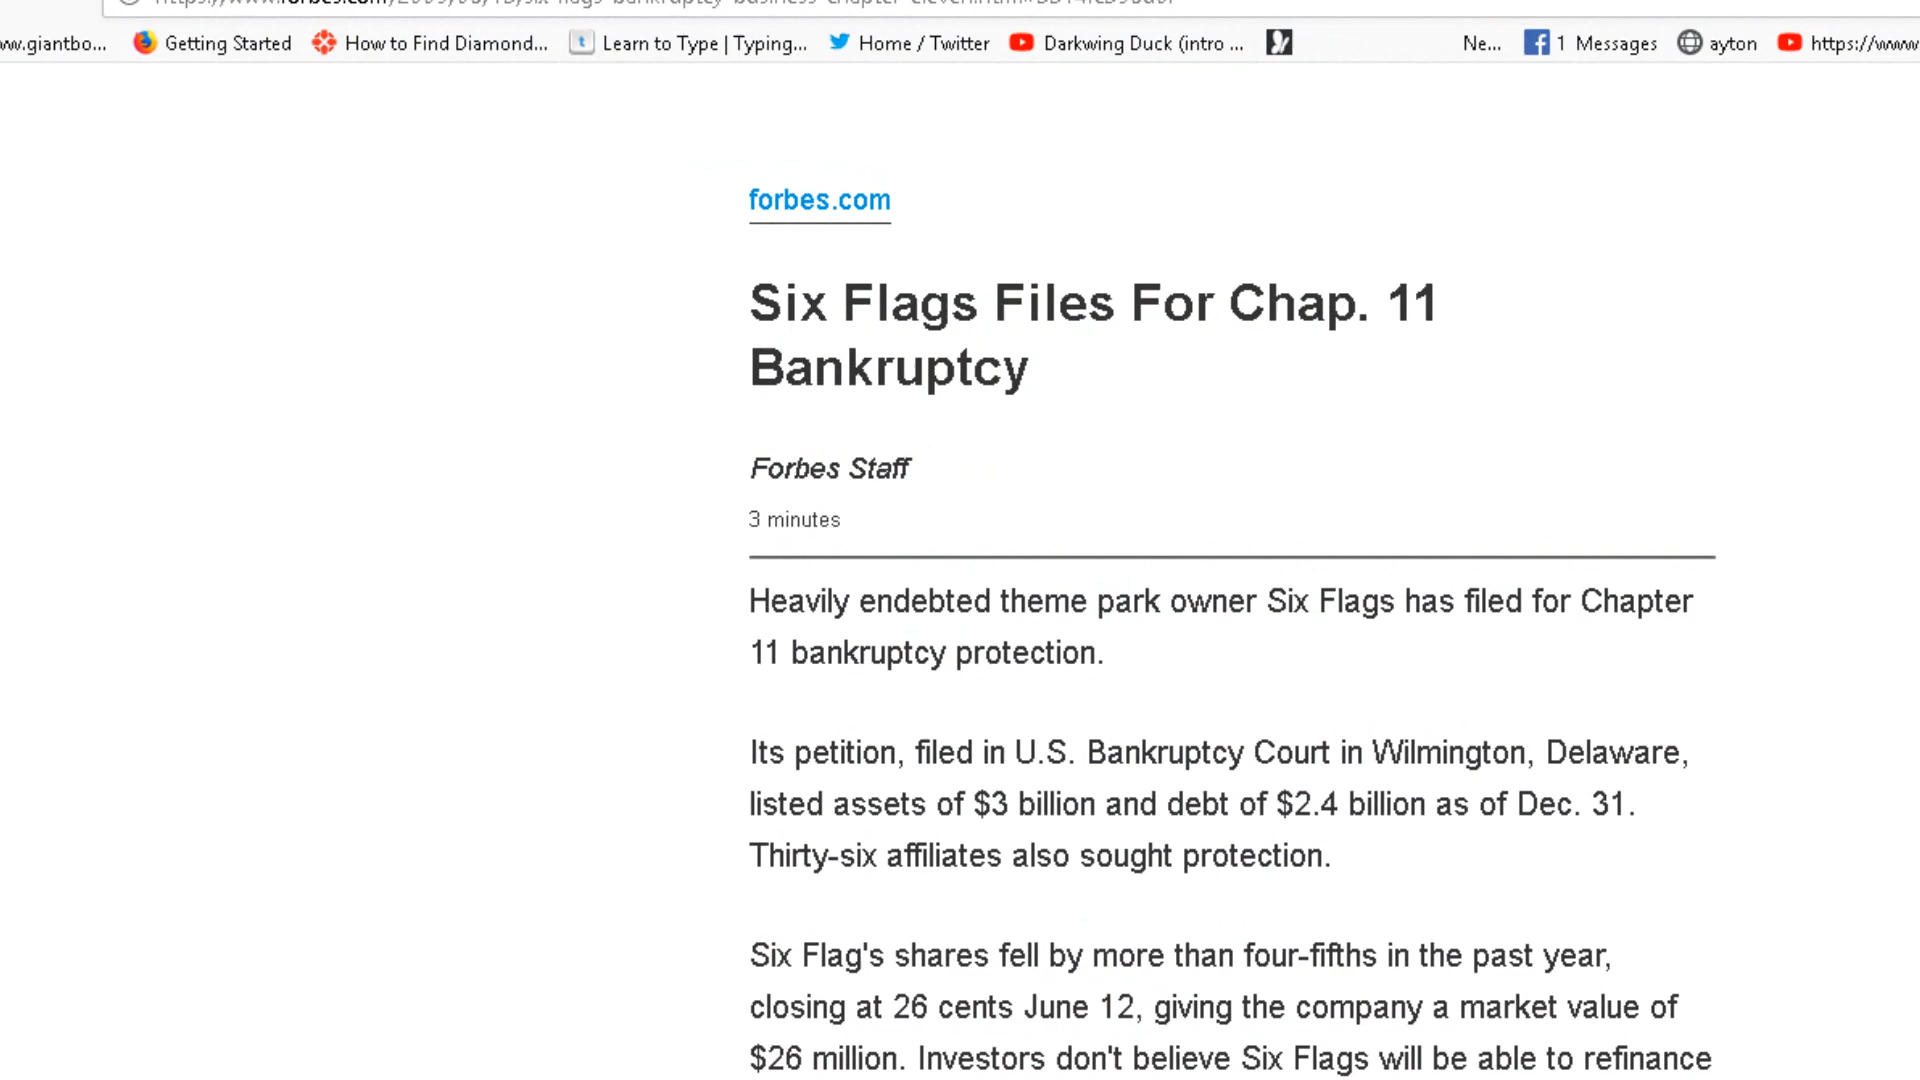 ww.giantbo... Getting Started How to Find Diamond... Learn to Type | Typing... Home / Twitter Darkwing Duck (intro ... Ne... 1 Messages ayton https://www
forbes.com
Six Flags Files For Chap. 11
Bankruptcy
Forbes Staff
3 minutes
Heavily endebted theme park owner Six Flags has filed for Chapter
11 bankruptcy protection.
Its petition, filed in U.S. Bankruptcy Court in Wilmington, Delaware,
listed assets of $3 billion and debt of $2.4 billion as of Dec. 31.
Thirty-six affiliates also sought protection.
Six Flag's shares fell by more than four-fifths in the past year,
closing at 26 cents June 12, giving the company a market value of
$26 million. Investors don't believe Six Flags will be able to refinance